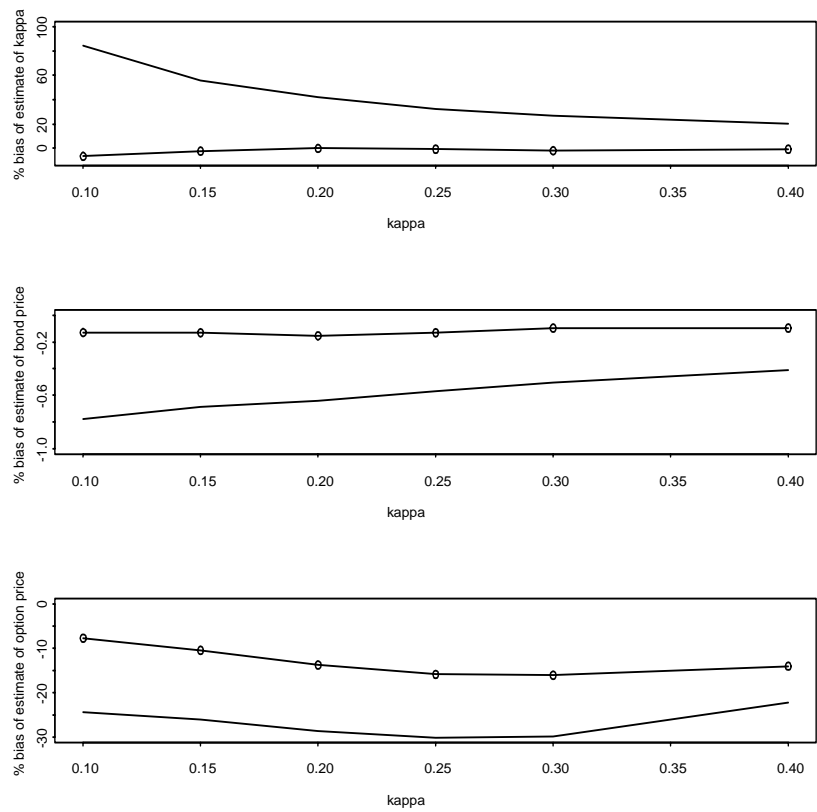 % bias of estimate of kappa
100
60
20
0
0.10 0.15 0.20 0.25 0.30 0.35 0.40
kappa
% bias of estimate of bond price
-0.2
-0.6
-1.0
0.10 0.15 0.20 0.25 0.30 0.35 0.40
kappa
% bias of estimate of option price
0
-10
-20
-30
0.10 0.15 0.20 0.25 0.30 0.35 0.40
kappa